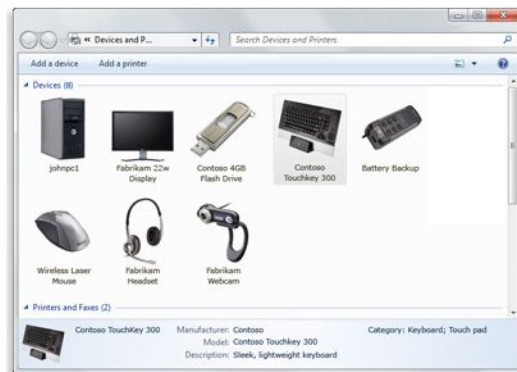 « Devices and P...
Search Devices and Printers
Add a device Add a printer
Devices (8)
johnpc1
Fabrikam 22w
Display
Contoso 4GB
Flash Drive
Contoso
Touchkey 300
Battery Backup
Wireless Laser
Mouse
Fabrikam
Headset
Fabrikam
Webcam
Printers and Faxes (2)
Contoso TouchKey 300 Manufacturer: Contoso Category: Keyboard; Touch pad
Model: Contoso Touchkey 300
Description: Sleek, lightweight keyboard